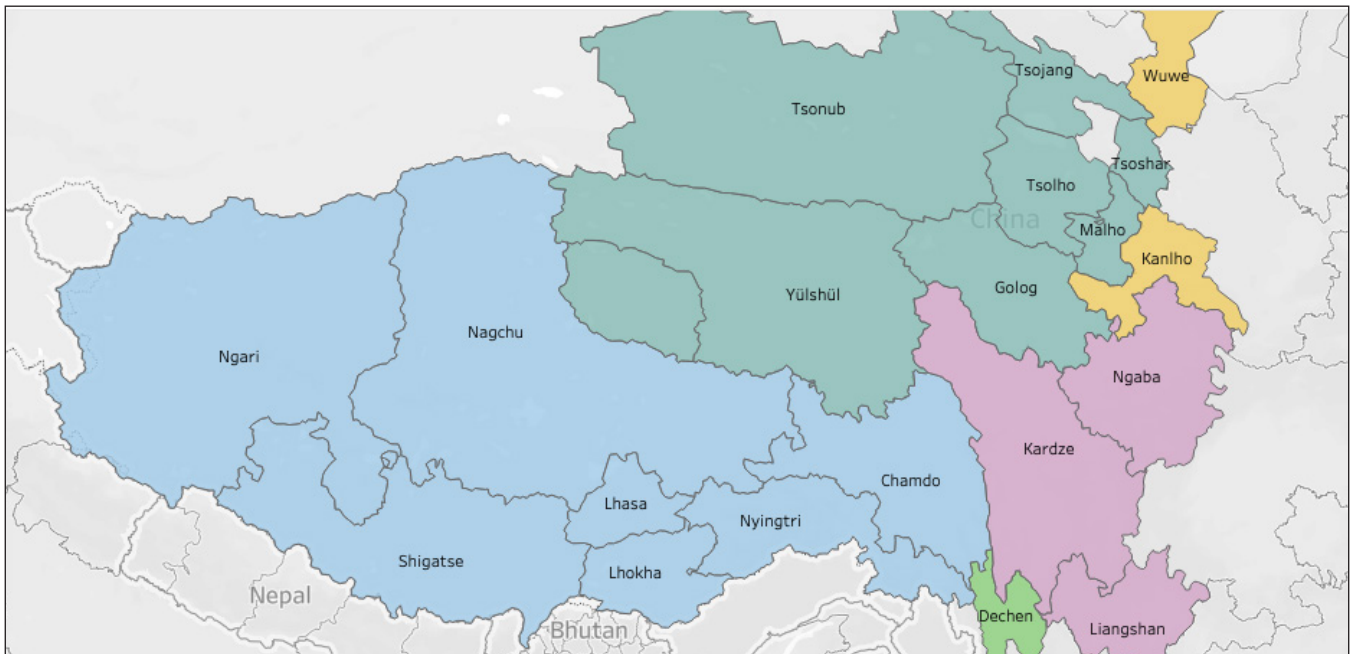 Tsojang
Wuwe
Tsonub
Tsoshar
Tsolho
China
Malho
Kanlho
Golog
Yülshül
Nagchu
Ngari
Ngaba
Kardze
Chamdo
Lhasa
Nyingtri
Shigatse
Lhokha
Nepal
Dechen
Bhutan
Liangshan